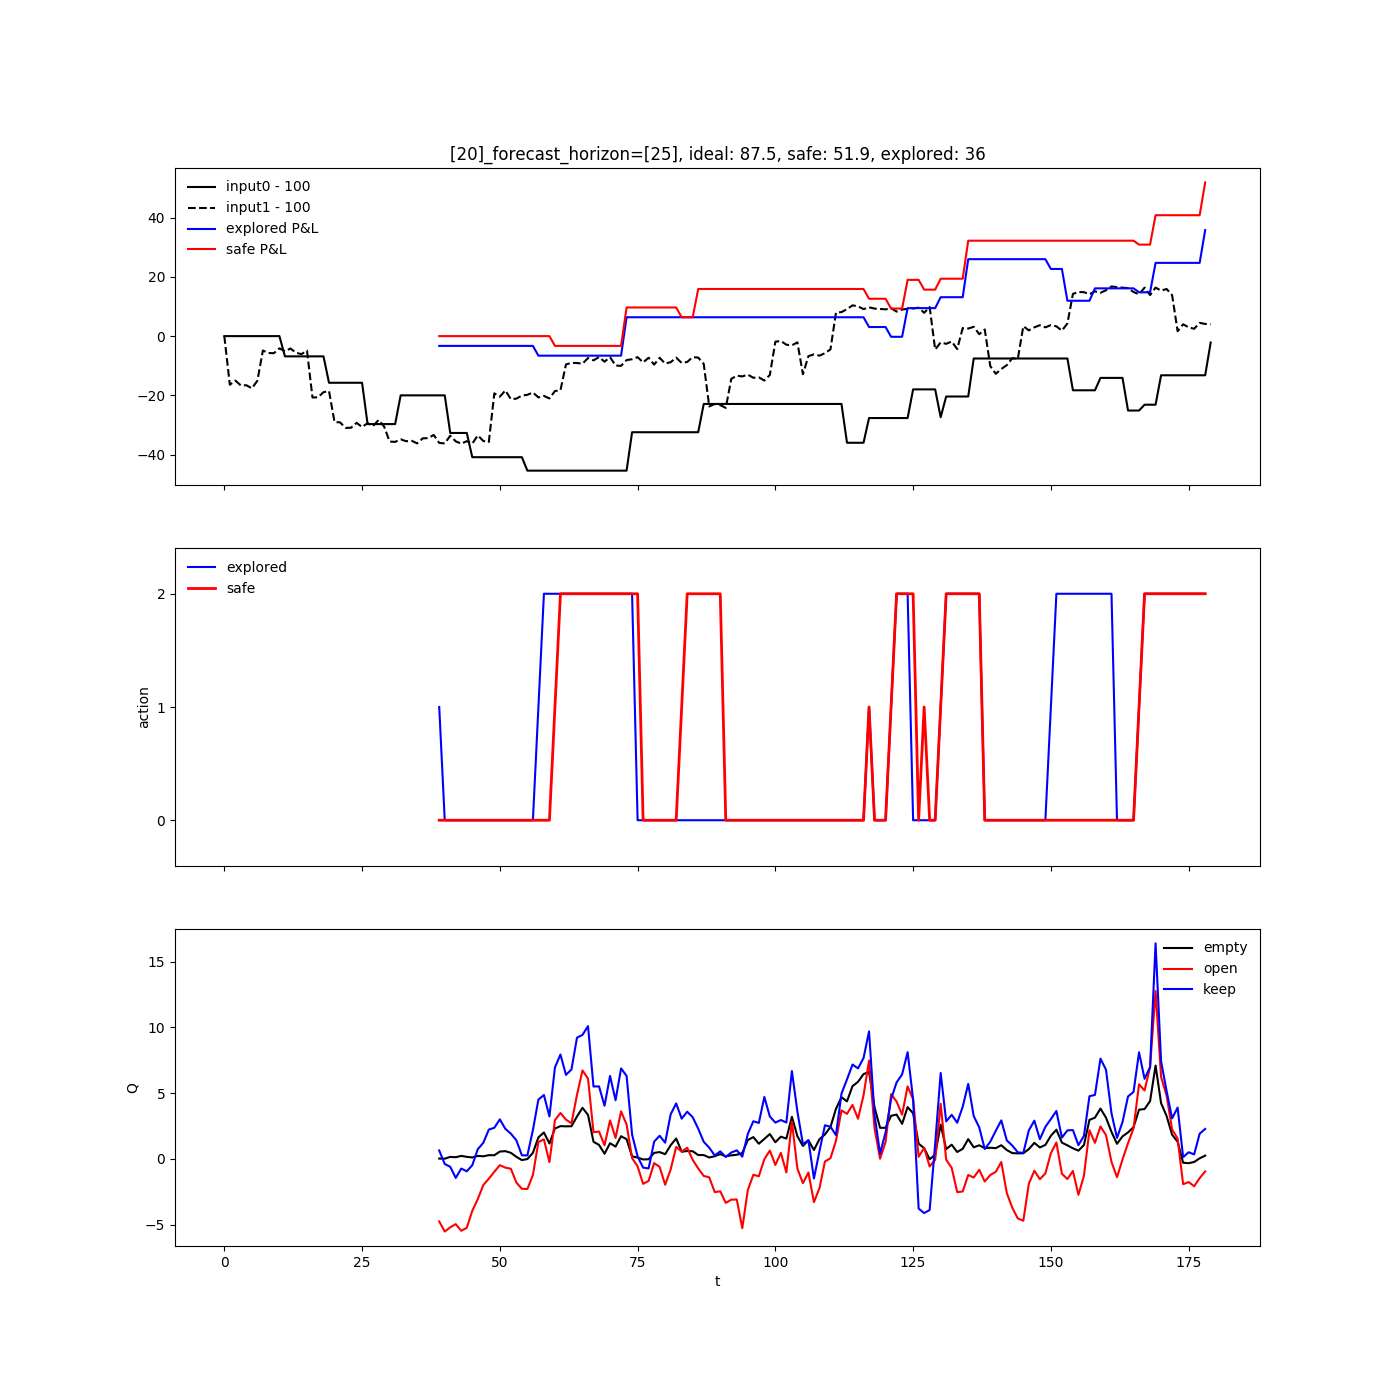 [20]_forecast_horizon=[25], ideal: 87.5, safe: 51.9, explored: 36
input0 - 100
input1 - 100
explored P&L
safe P&L
40
20
0
−20
−40
explored
safe
action
2
1
0
empty
open
keep
Q
15
10
5
0
−5
0 25 50 75 100 125 150 175
t